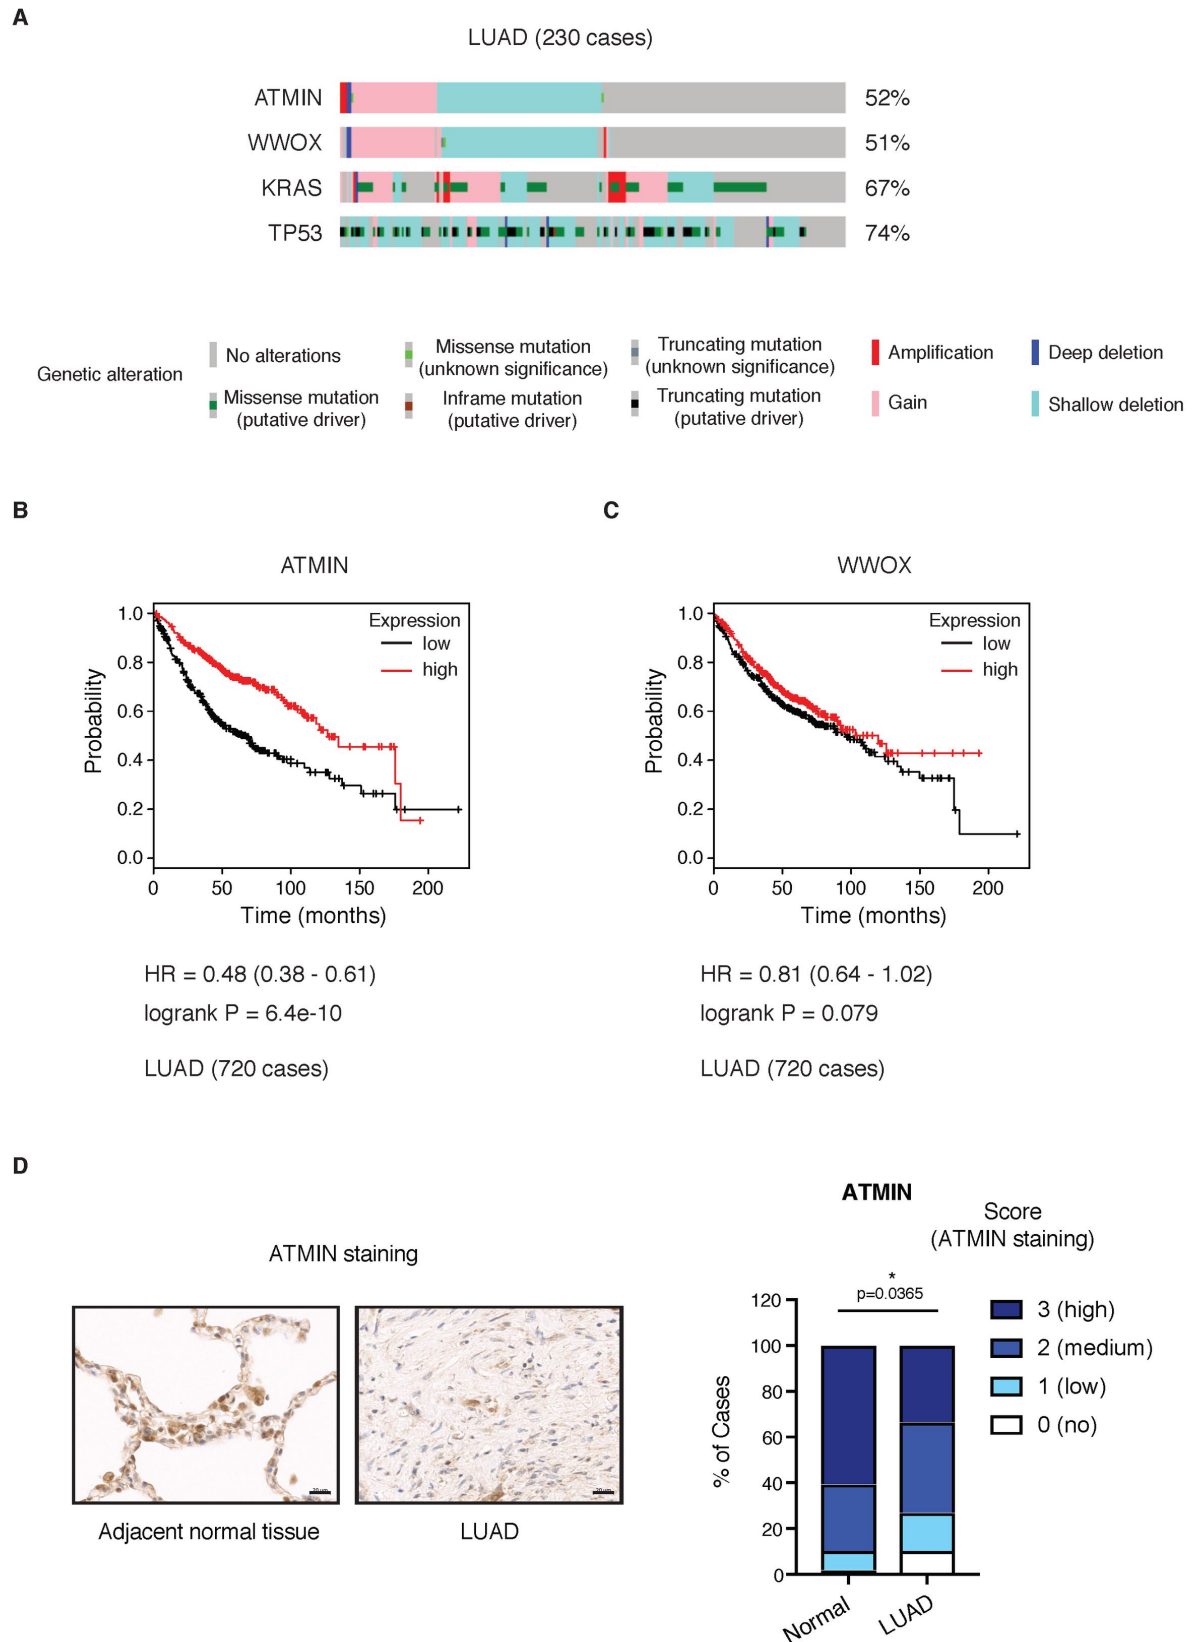 A
LUAD (230 cases)
ATMIN 52%
WWOX 51%
KRAS 67%
TP53 74%
Genetic alteration
No alterations
Missense mutation
(unknown significance)
Truncating mutation
(unknown significance)
Amplification
Deep deletion
Missense mutation
(putative driver)
Inframe mutation
(putative driver)
Truncating mutation
(putative driver)
Gain
Shallow deletion
B
ATMIN
Probability
1.0
0.8
0.6
0.4
0.2
0.0
Expression
low
high
0 50 100 150 200
Time (months)
HR = 0.48 (0.38 - 0.61)
logrank P = 6.4e-10
LUAD (720 cases)
C
WWOX
Probability
1.0
0.8
0.6
0.4
0.2
0.0
Expression
low
high
0 50 100 150 200
Time (months)
HR = 0.81 (0.64 - 1.02)
logrank P = 0.079
LUAD (720 cases)
D
ATMIN staining
20 µm
20 µm
Adjacent normal tissue
LUAD
ATMIN
Score
(ATMIN staining)
*
p=0.0365
% of Cases
120
100
80
60
40
20
0
3 (high)
2 (medium)
1 (low)
0 (no)
Normal
LUAD